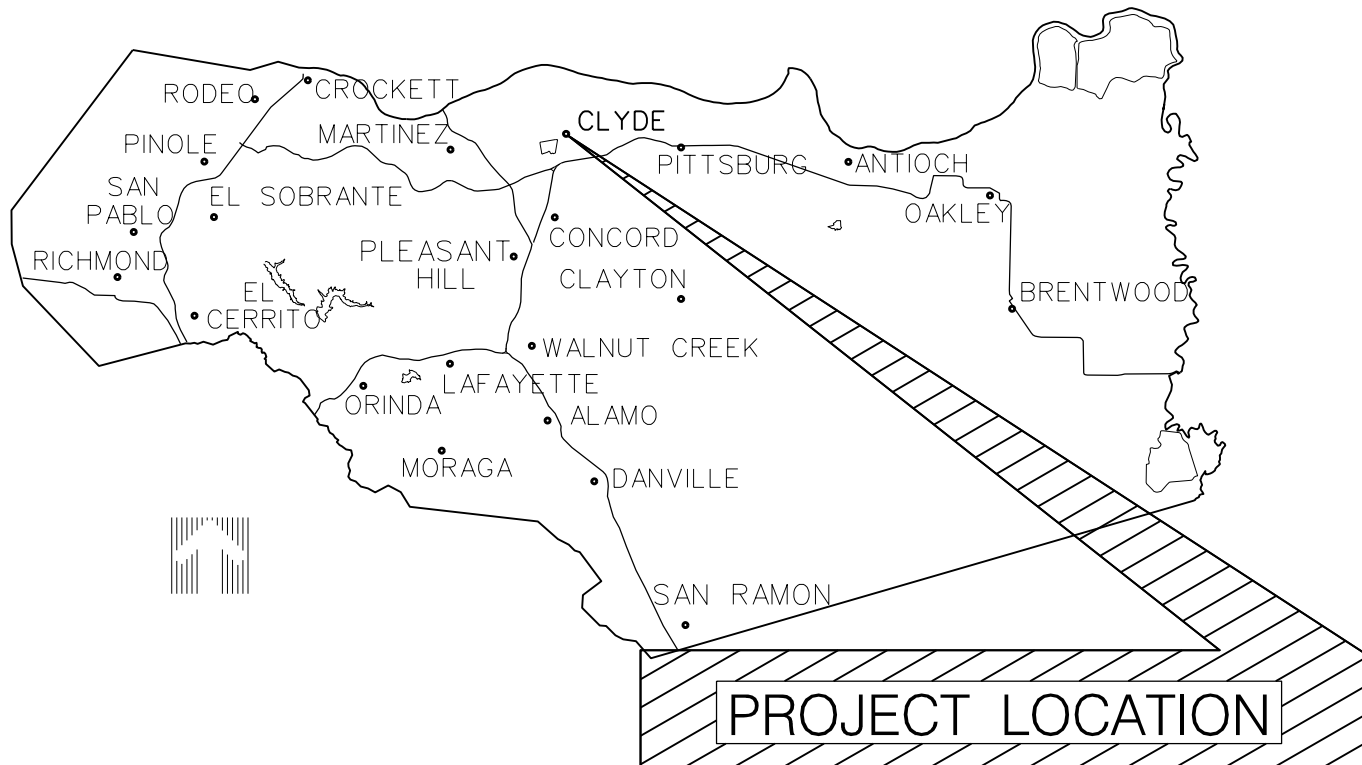 CROCKETT
RODEO
CLYDE
MARTINEZ
PINOLE
PITTSBURG
ANTIOCH
SAN
PABLO
EL SOBRANTE
OAKLEY
CONCORD
PLEASANT
HILL
RICHMOND
CLAYTON
EL
CERRITO
BRENTWOOD
WALNUT CREEK
LAFAYETTE
ORINDA
ALAMO
MORAGA
DANVILLE
SAN RAMON
PROJECT LOCATION